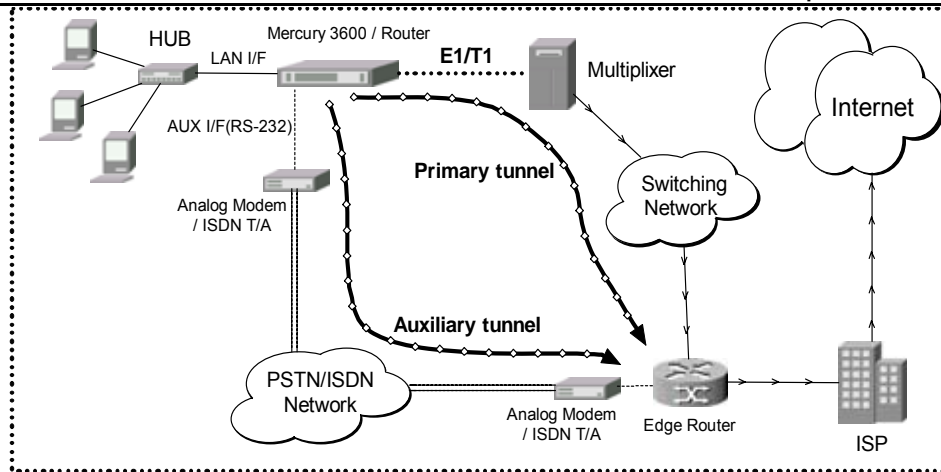 HUB
Mercury 3600 / Router
LAN I/F
E1/T1
Multiplixer
Internet
AUX I/F(RS-232)
Primary tunnel
Switching
Network
Analog Modem
/ ISDN T/A
Auxiliary tunnel
PSTN/ISDN
Network
Analog Modem
/ ISDN T/A
Edge Router
ISP